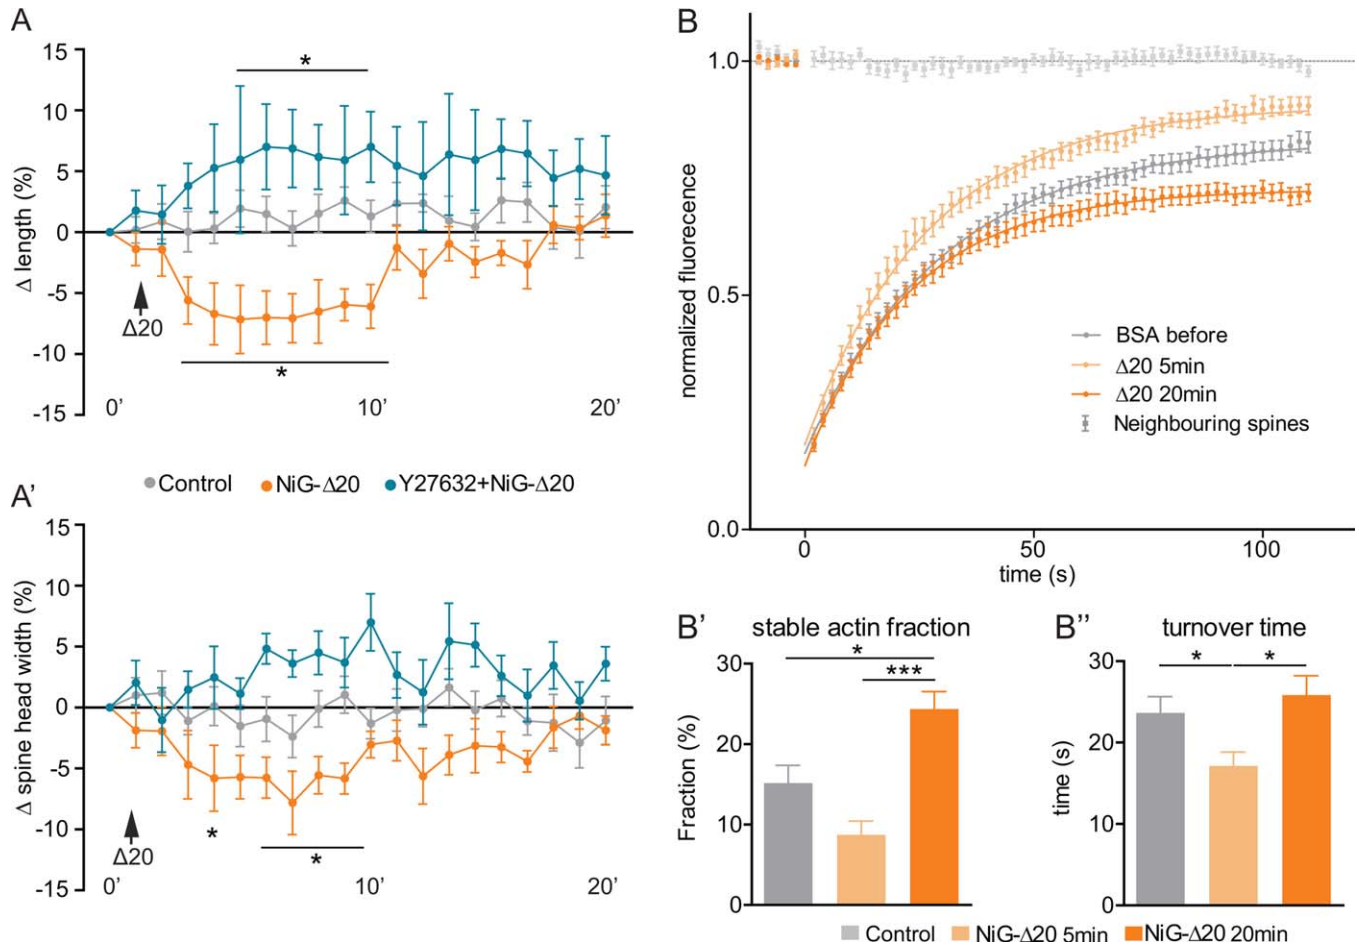 A
15
10
5
0
-5
-10
-15
Δ length (%)
*
Δ20
*
0' 10' 20'
Control NiG-Δ20 Y27632+NiG-Δ20
A'
15
10
5
0
-5
-10
-15
Δ spine head width (%)
Δ20
*
*
0' 10' 20'
B
1.0
0.5
0.0
normalized fluorecence
BSA before
Δ20 5min
Δ20 20min
Neighbouring spines
0 50 100
time (s)
B'
stable actin fraction
*
***
30
20
10
0
Fraction (%)
B''
turnover time
* *
30
20
10
0
time (s)
Control NiG-Δ20 5min NiG-Δ20 20min